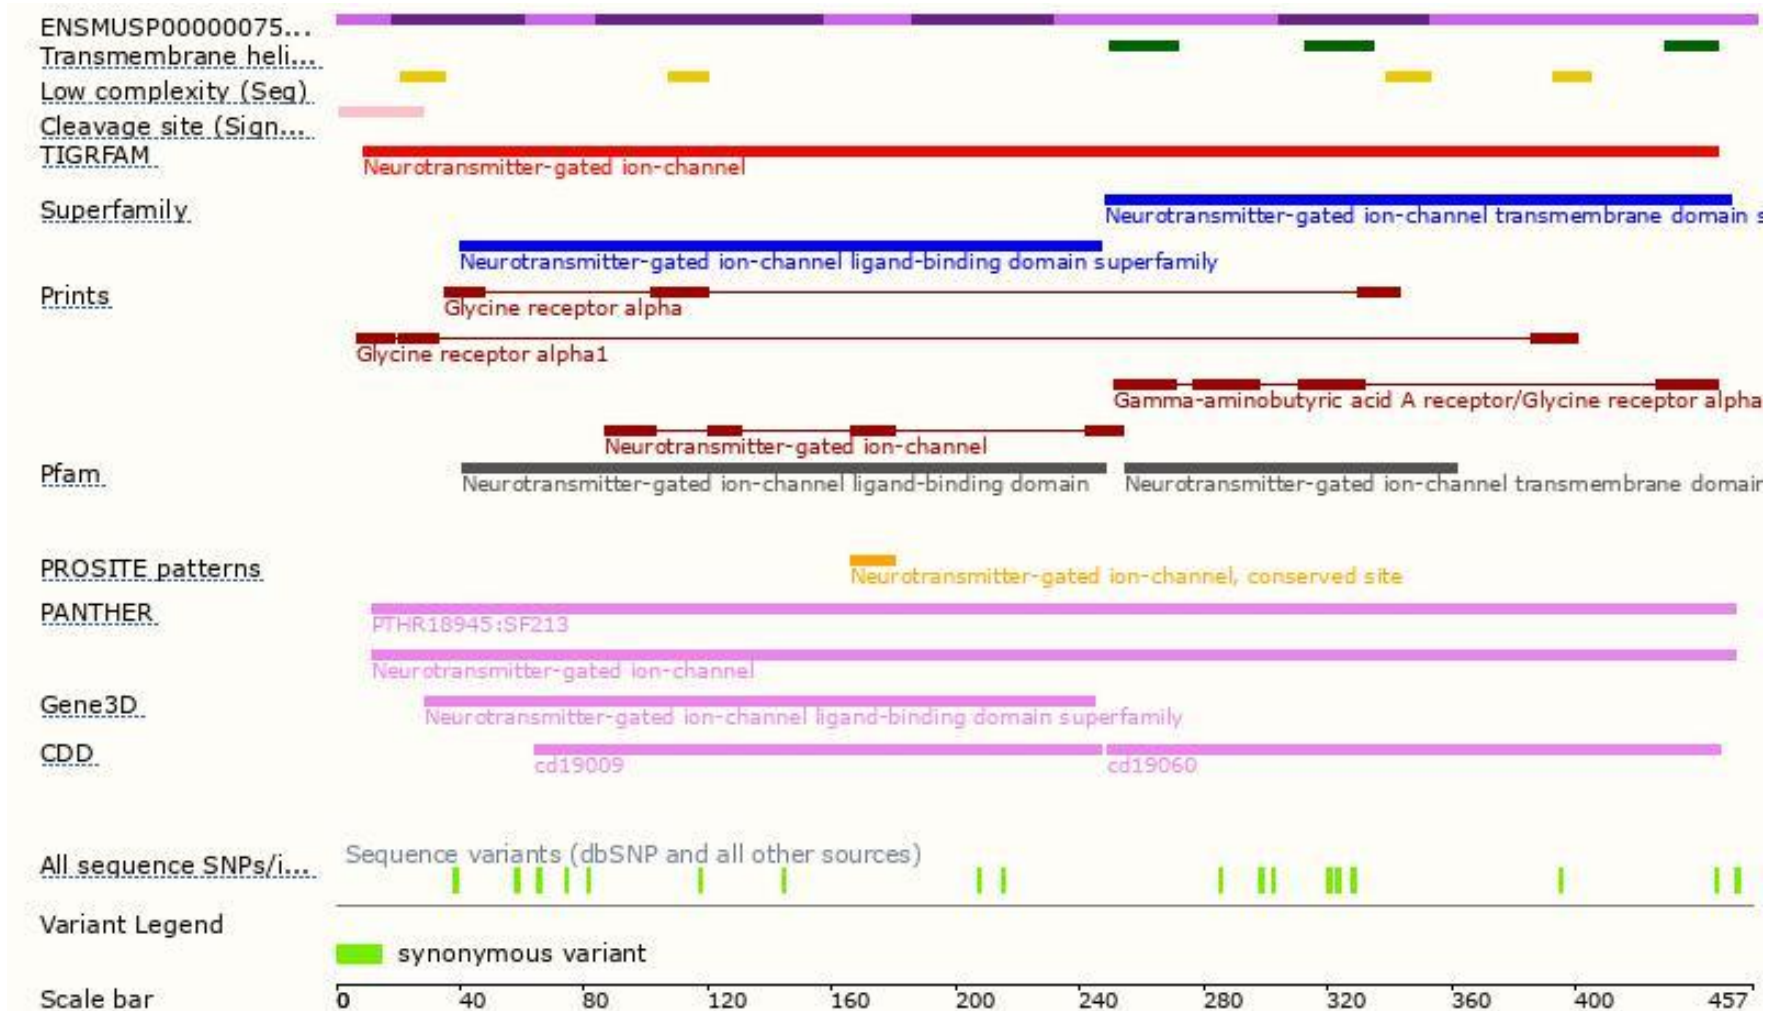 ENSMUSP00000075...
Transmembrane heli...
Low complexity (Seg)
Cleavage site (Sign...
TIGRFAM
Neurotransmitter-gated ion-channel
Superfamily
Neurotransmitter-gated ion-channel transmembrane domain s
Neurotransmitter-gated ion-channel ligand-binding domain superfamily
Prints
Glycine receptor alpha
Glycine receptor alpha1
Gamma-aminobutyric acid A receptor/Glycine receptor alpha
Neurotransmitter-gated ion-channel
Pfam
Neurotransmitter-gated ion-channel ligand-binding domain Neurotransmitter-gated ion-channel transmembrane domain
PROSITE patterns
Neurotransmitter-gated ion-channel, conserved site
PANTHER
PTHR18945:SF213
Neurotransmitter-gated ion-channel
Gene3D
Neurotransmitter-gated ion-channel ligand-binding domain superfamily
CDD
cd19009 cd19060
Sequence variants (dbSNP and all other sources)
All sequence SNPs/i...
Variant Legend
synonymous variant
Scale bar 0 40 80 120 160 200 240 280 320 360 400 457